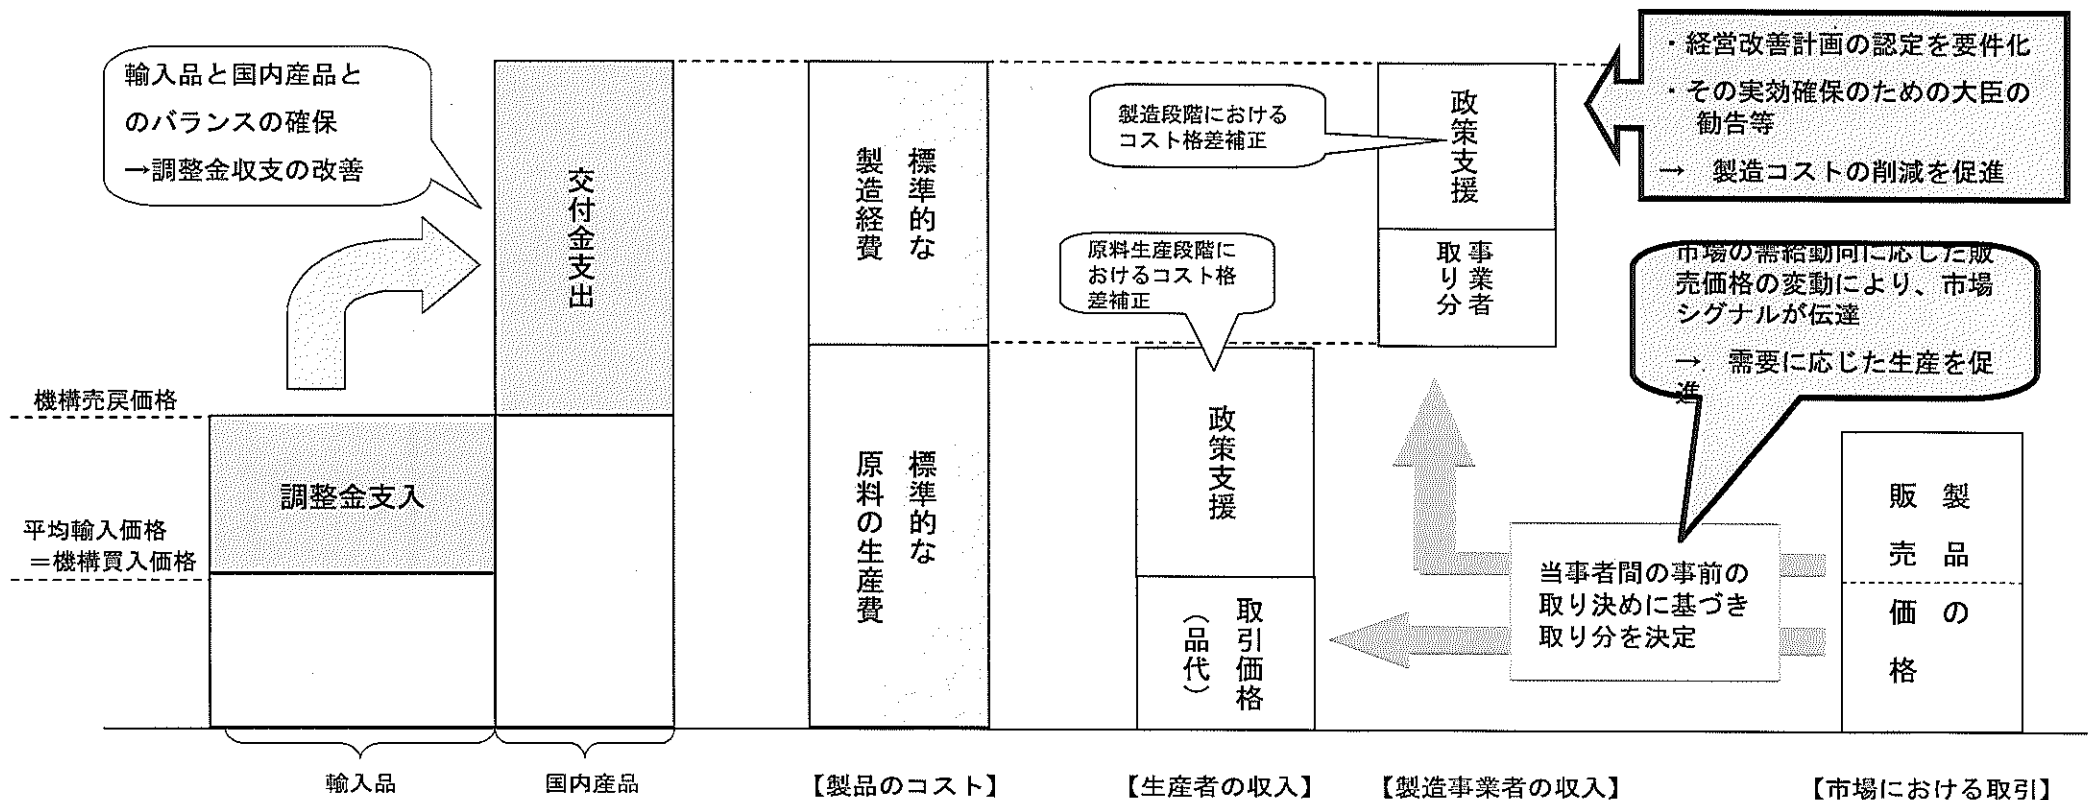 輸入品と国内産品と
のバランスの確保
→調整金収支の改善
機構売戻価格
平均輸入価格
＝機構買入価格
調整金支入
交付金支出
輸入品
国内産品
標準的な
製造経費
標準的な
原料の生産費
【製品のコスト】
原料生産段階に
おけるコスト格
差補正
政策支援
取引価格
（品代）
【生産者の収入】
製造段階における
コスト格差補正
政策支援
事業者
取り分
【製造事業者の収入】
・経営改善計画の認定を要件化
・その実効確保のための大臣の
勧告等
→　製造コストの削減を促進
市場の需給動向に応じた販
売価格の変動により、市場
シグナルが伝達
→　需要に応じた生産を促
進
当事者間の事前の
取り決めに基づき
取り分を決定
製品の
販売価格
【市場における取引】